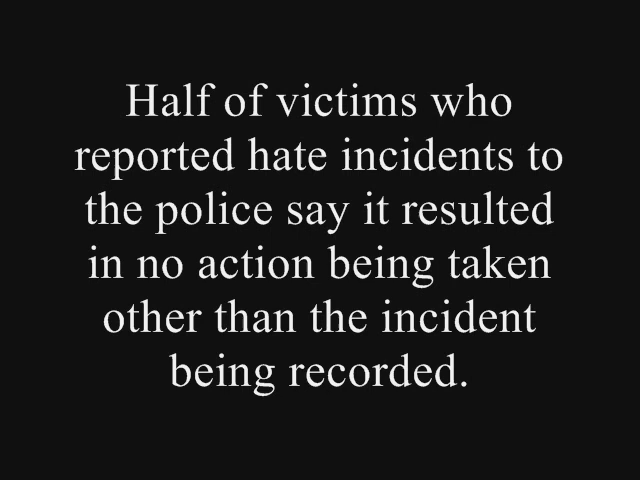 Half of victims who
reported hate incidents to
the police say it resulted
in no action being taken
other than the incident
being recorded.